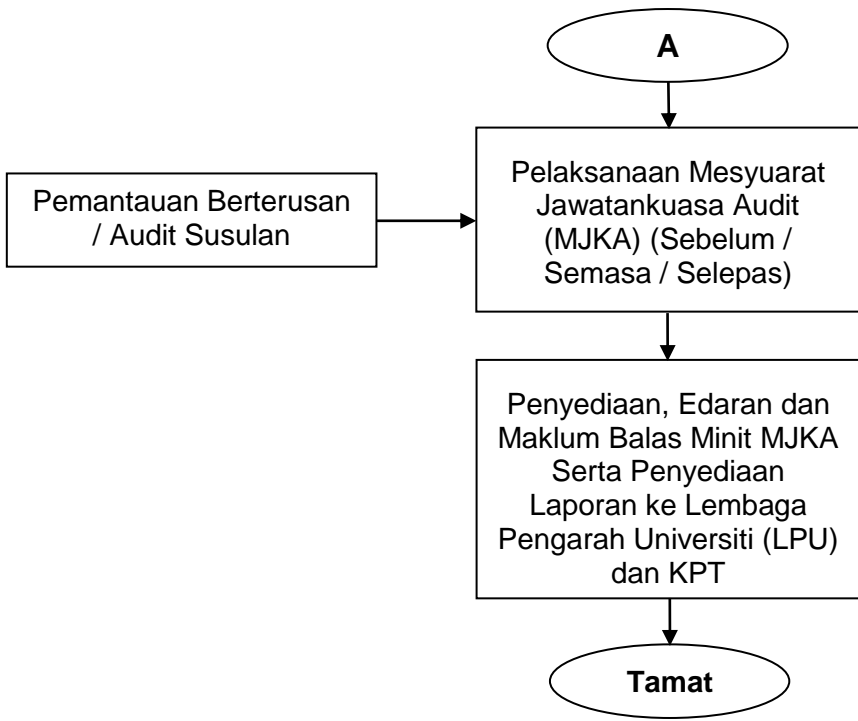 A
Pelaksanaan Mesyuarat
Jawatankuasa Audit
(MJKA) (Sebelum /
Semasa / Selepas)
Pemantauan Berterusan
/ Audit Susulan
Penyediaan, Edaran dan
Maklum Balas Minit MJKA
Serta Penyediaan
Laporan ke Lembaga
Pengarah Universiti (LPU)
dan KPT
Tamat